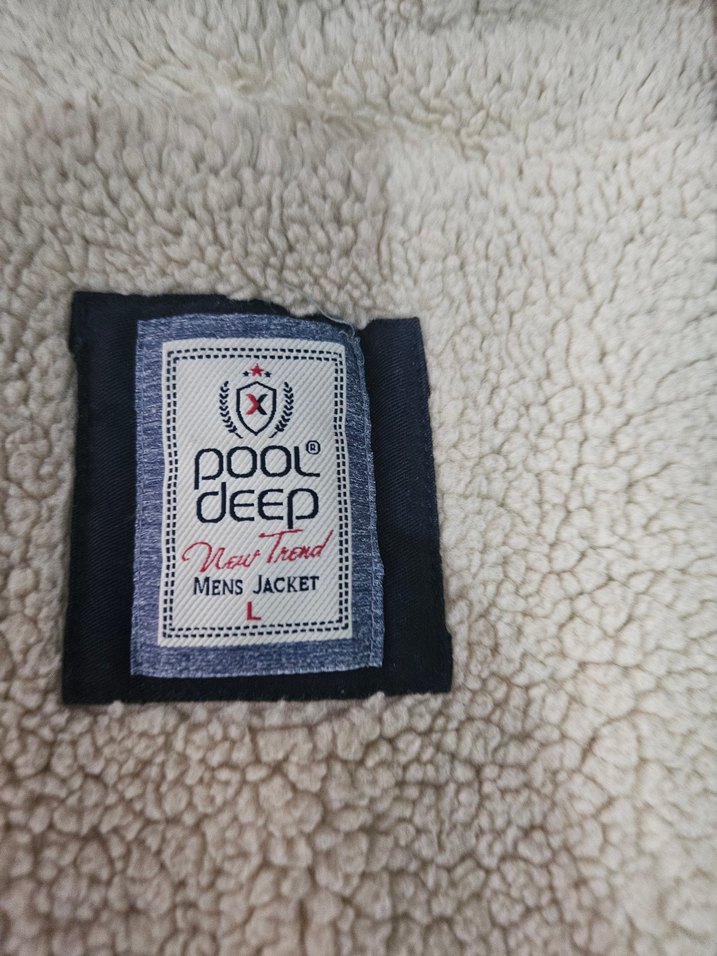 X
pooL®
deep
New Trend
MENS JACKET
L